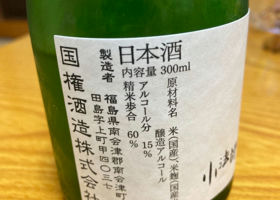 日本酒
内容量 300ml
原材料名 米(国産)、米麹(国産
醸造アルコール
アルコール分 15%
精米歩合 60%
製造者
国権酒造株式会社
福島県南会津郡南会津町
田島字上町甲四〇三七